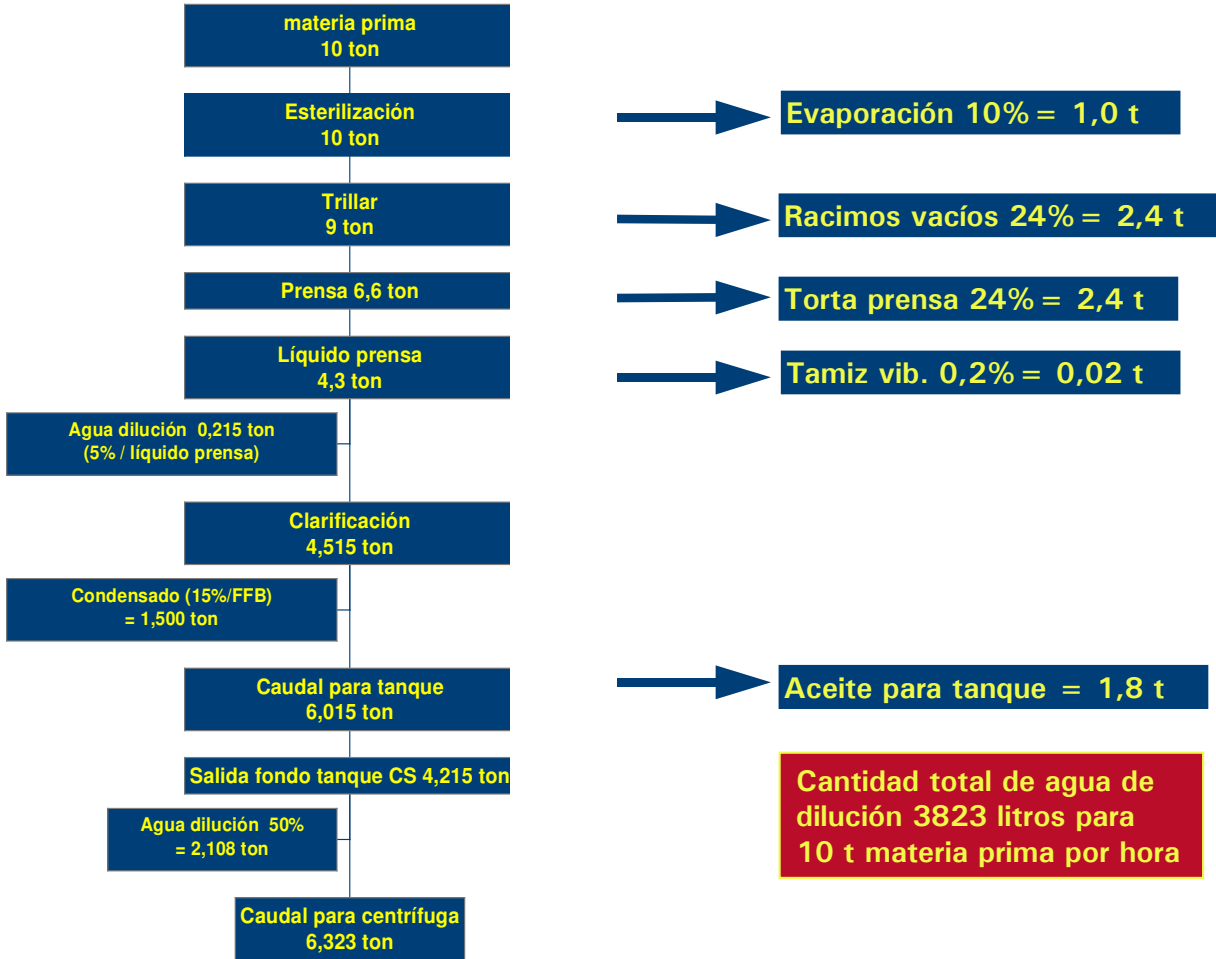 materia prima
10 ton
Esterilización
10 ton
Evaporación 10% = 1,0 t
Trillar
9 ton
Racimos vacíos 24% = 2,4 t
Prensa 6,6 ton
Torta prensa 24% = 2,4 t
Líquido prensa
4,3 ton
Tamiz vib. 0,2% = 0,02 t
Agua dilución 0,215 ton
(5% / líquido prensa)
Clarificación
4,515 ton
Condensado (15%/FFB)
= 1,500 ton
Caudal para tanque
6,015 ton
Aceite para tanque = 1,8 t
Salida fondo tanque CS 4,215 ton
Agua dilución 50%
= 2,108 ton
Cantidad total de agua de
dilución 3823 litros para
10 t materia prima por hora
Caudal para centrífuga
6,323 ton